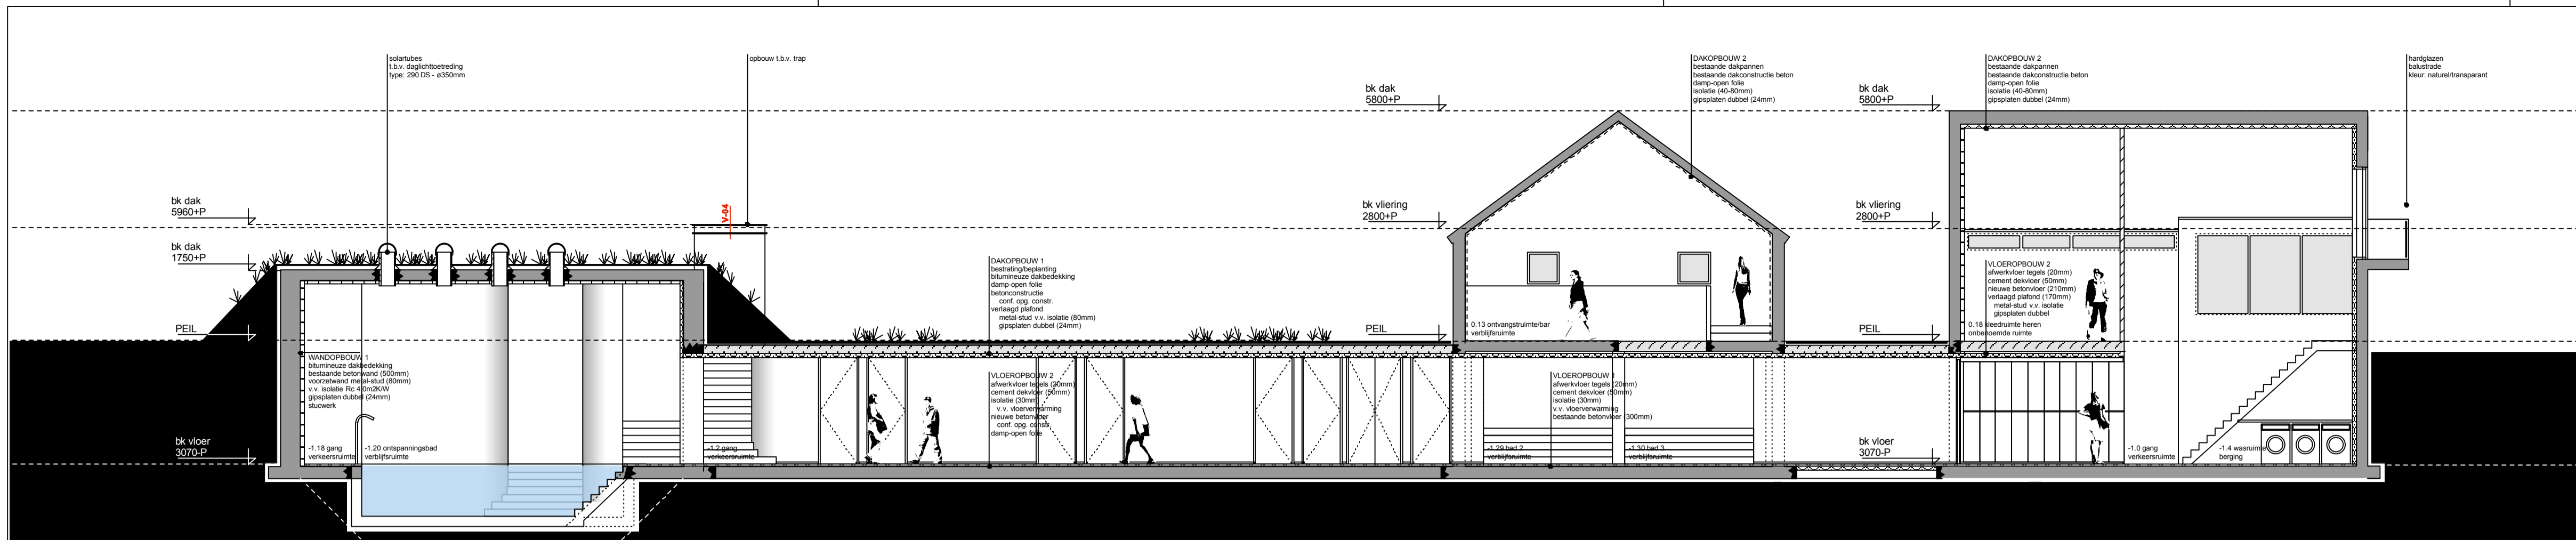 solartubes
t.b.v. daglichttoetreding
type: 290 DS - ø350mm
opbouw t.b.v. trap
DAKOPBOUW 2
bestaande dakpannen
bestaande dakconstructie beton
damp-open folie
isolatie (40-80mm)
gipsplaten dubbel (24mm)
DAKOPBOUW 2
bestaande dakpannen
bestaande dakconstructie beton
damp-open folie
isolatie (40-80mm)
gipsplaten dubbel (24mm)
hardglazen
balustrade
kleur: naturel/transparant
bk dak
5800+P
bk dak
5800+P
bk dak
5960+P
V-04
bk vliering
2800+P
bk vliering
2800+P
bk dak
1750+P
DAKOPBOUW 1
bestrating/beplanting
bitumineuze dakbedekking
damp-open folie
betonconstructie
conf. opg. constr.
verlaagd plafond
metal-stud v.v. isolatie (80mm)
gipsplaten dubbel (24mm)
VLOEROPBOUW 2
afwerkvloer tegels (20mm)
cement dekvloer (50mm)
nieuwe betonvloer (210mm)
verlaagd plafond (170mm)
metal-stud v.v. isolatie
gipsplaten dubbel
PEIL
PEIL
PEIL
0.13 ontvangstruimte/bar
verblijfsruimte
0.18 kleedruimte heren
onbenoemde ruimte
WANDOPBOUW 1
bitumineuze dakbedekking
bestaande betonwand (500mm)
voorzetwand metal-stud (80mm)
v.v. isolatie Rc 4.0m2K/W
gipsplaten dubbel (24mm)
stucwerk
VLOEROPBOUW 2
afwerkvloer tegels (20mm)
cement dekvloer (50mm)
isolatie (30mm)
v.v. vloerverwarming
nieuwe betonvloer
conf. opg. constr.
damp-open folie
VLOEROPBOUW 1
afwerkvloer tegels (20mm)
cement dekvloer (50mm)
isolatie (30mm)
v.v. vloerverwarming
bestaande betonvloer (300mm)
bk vloer
3070-P
-1.18 gang
verkeersruimte
-1.20 ontspanningsbad
verblijfsruimte
-1.2 gang
verkeersruimte
-1.29 bad 2
verblijfsruimte
-1.30 bad 3
verblijfsruimte
bk vloer
3070-P
-1.0 gang
verkeersruimte
-1.4 wasruimte
berging